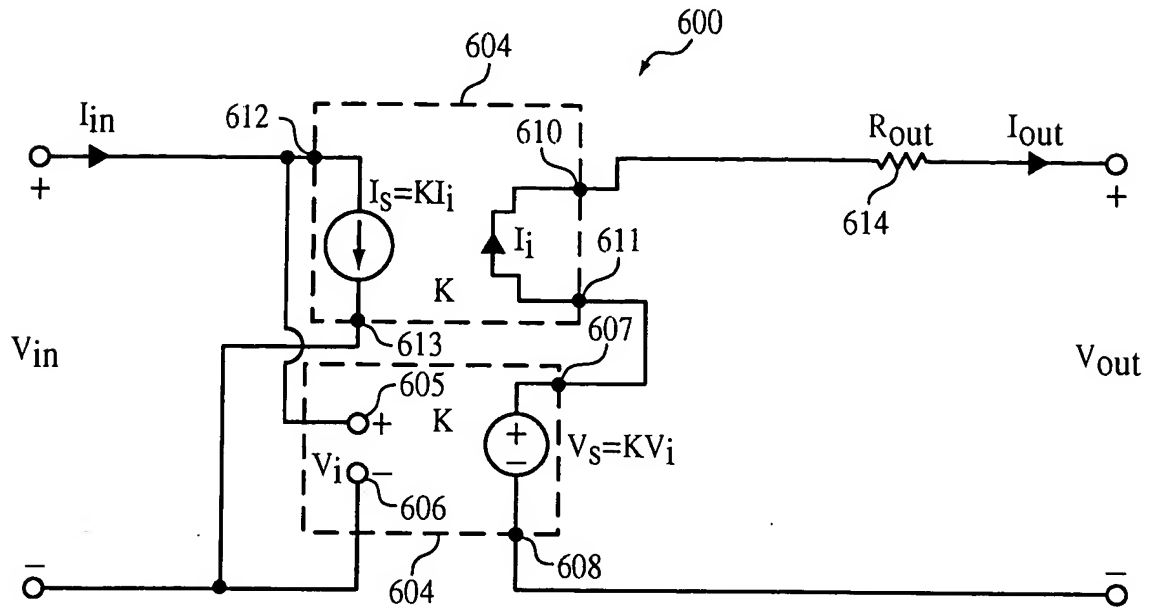 600
604
612
610
Iin
+
Is=KIi
Ii
611
Rout
Iout
+
614
K
613
607
Vin
Vout
605
+
K
+
−
Vs=KVi
Vi
−
606
604
608
−
−